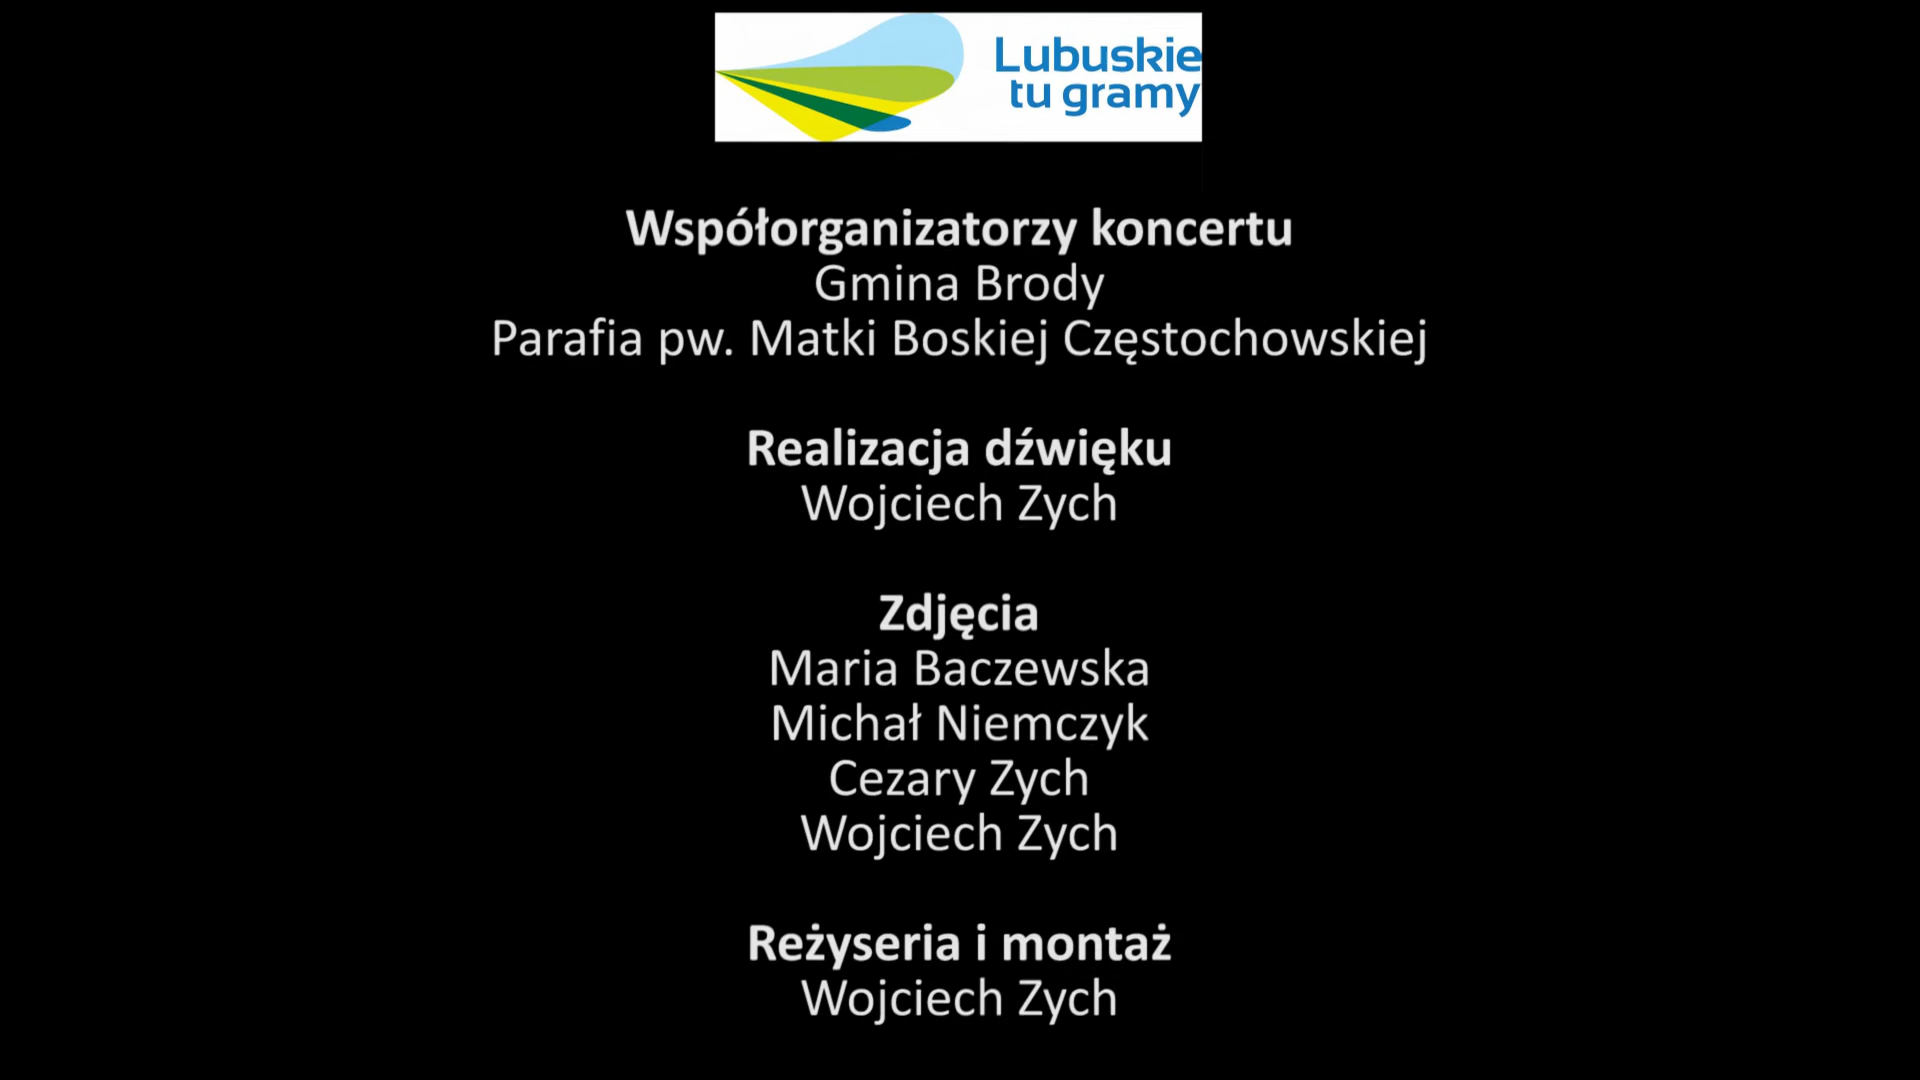 Lubuskie
tu gramy
Współorganizatorzy koncertu
Gmina Brody
Parafia pw. Matki Boskiej Częstochowskiej
Realizacja dźwięku
Wojciech Zych
Zdjęcia
Maria Baczewska
Michał Niemczyk
Cezary Zych
Wojciech Zych
Reżyseria i montaż
Wojciech Zych